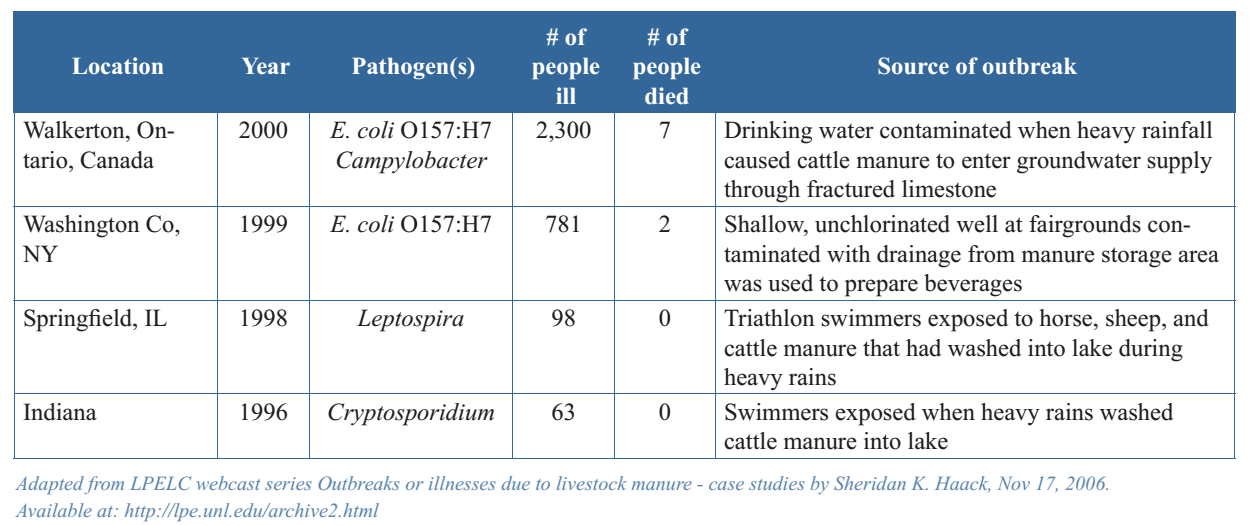 Location Year Pathogen(s) # of people ill # of people died Source of outbreak
Walkerton, On-
tario, Canada
2000
E. coli O157:H7
Campylobacter
2,300
7
Drinking water contaminated when heavy rainfall
caused cattle manure to enter groundwater supply
through fractured limestone
Washington Co,
NY
1999
E. coli O157:H7
781
2
Shallow, unchlorinated well at fairgrounds con-
taminated with drainage from manure storage area
was used to prepare beverages
Springfield, IL
1998
Leptospira
98
0
Triathlon swimmers exposed to horse, sheep, and
cattle manure that had washed into lake during
heavy rains
Indiana
1996
Cryptosporidium
63
0
Swimmers exposed when heavy rains washed
cattle manure into lake
Adapted from LPELC webcast series Outbreaks or illnesses due to livestock manure - case studies by Sheridan K. Haack, Nov 17, 2006.
Available at: http://lpe.unl.edu/archive2.html